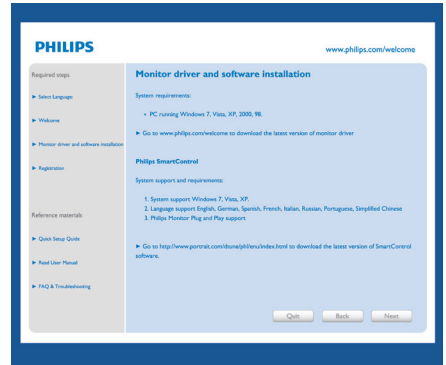 PHILIPS
www.philips.com/welcome
Required steps
► Select Language
► Welcome
► Monitor driver and software installation
► Registration
Reference materials
► Quick Setup Guide
► Read User Manual
► FAQ & Troubleshooting
Monitor driver and software installation
System requirements:
• PC running Windows 7, Vista, XP, 2000, 98.
► Go to www.philips.com/welcome to download the latest version of monitor driver
Philips SmartControl
System support and requirements:
1. System support Windows 7, Vista, XP.
2. Language support English, German, Spanish, French, Italian, Russian, Portuguese, Simplified Chinese
3. Philips Monitor Plug and Play support
► Go to http://www.portrait.com/dtune/phl/enu/index.html to download the latest version of SmartControl
software.
Quit
Back
Next